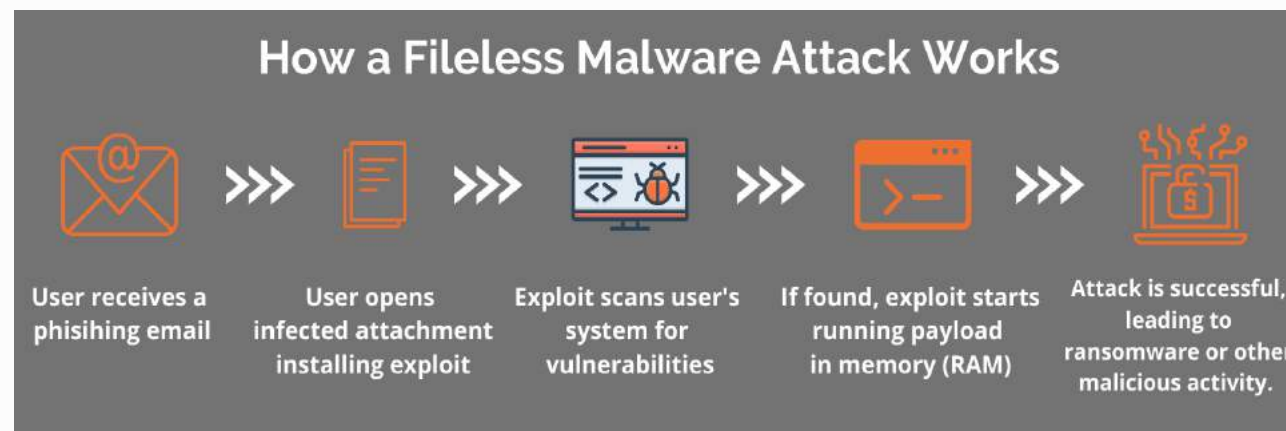 How a Fileless Malware Attack Works
User receives a
phisihing email
User opens
infected attachment
installing exploit
Exploit scans user's
system for
vulnerabilities
If found, exploit starts
running payload
in memory (RAM)
Attack is successful,
leading to
ransomware or other
malicious activity.